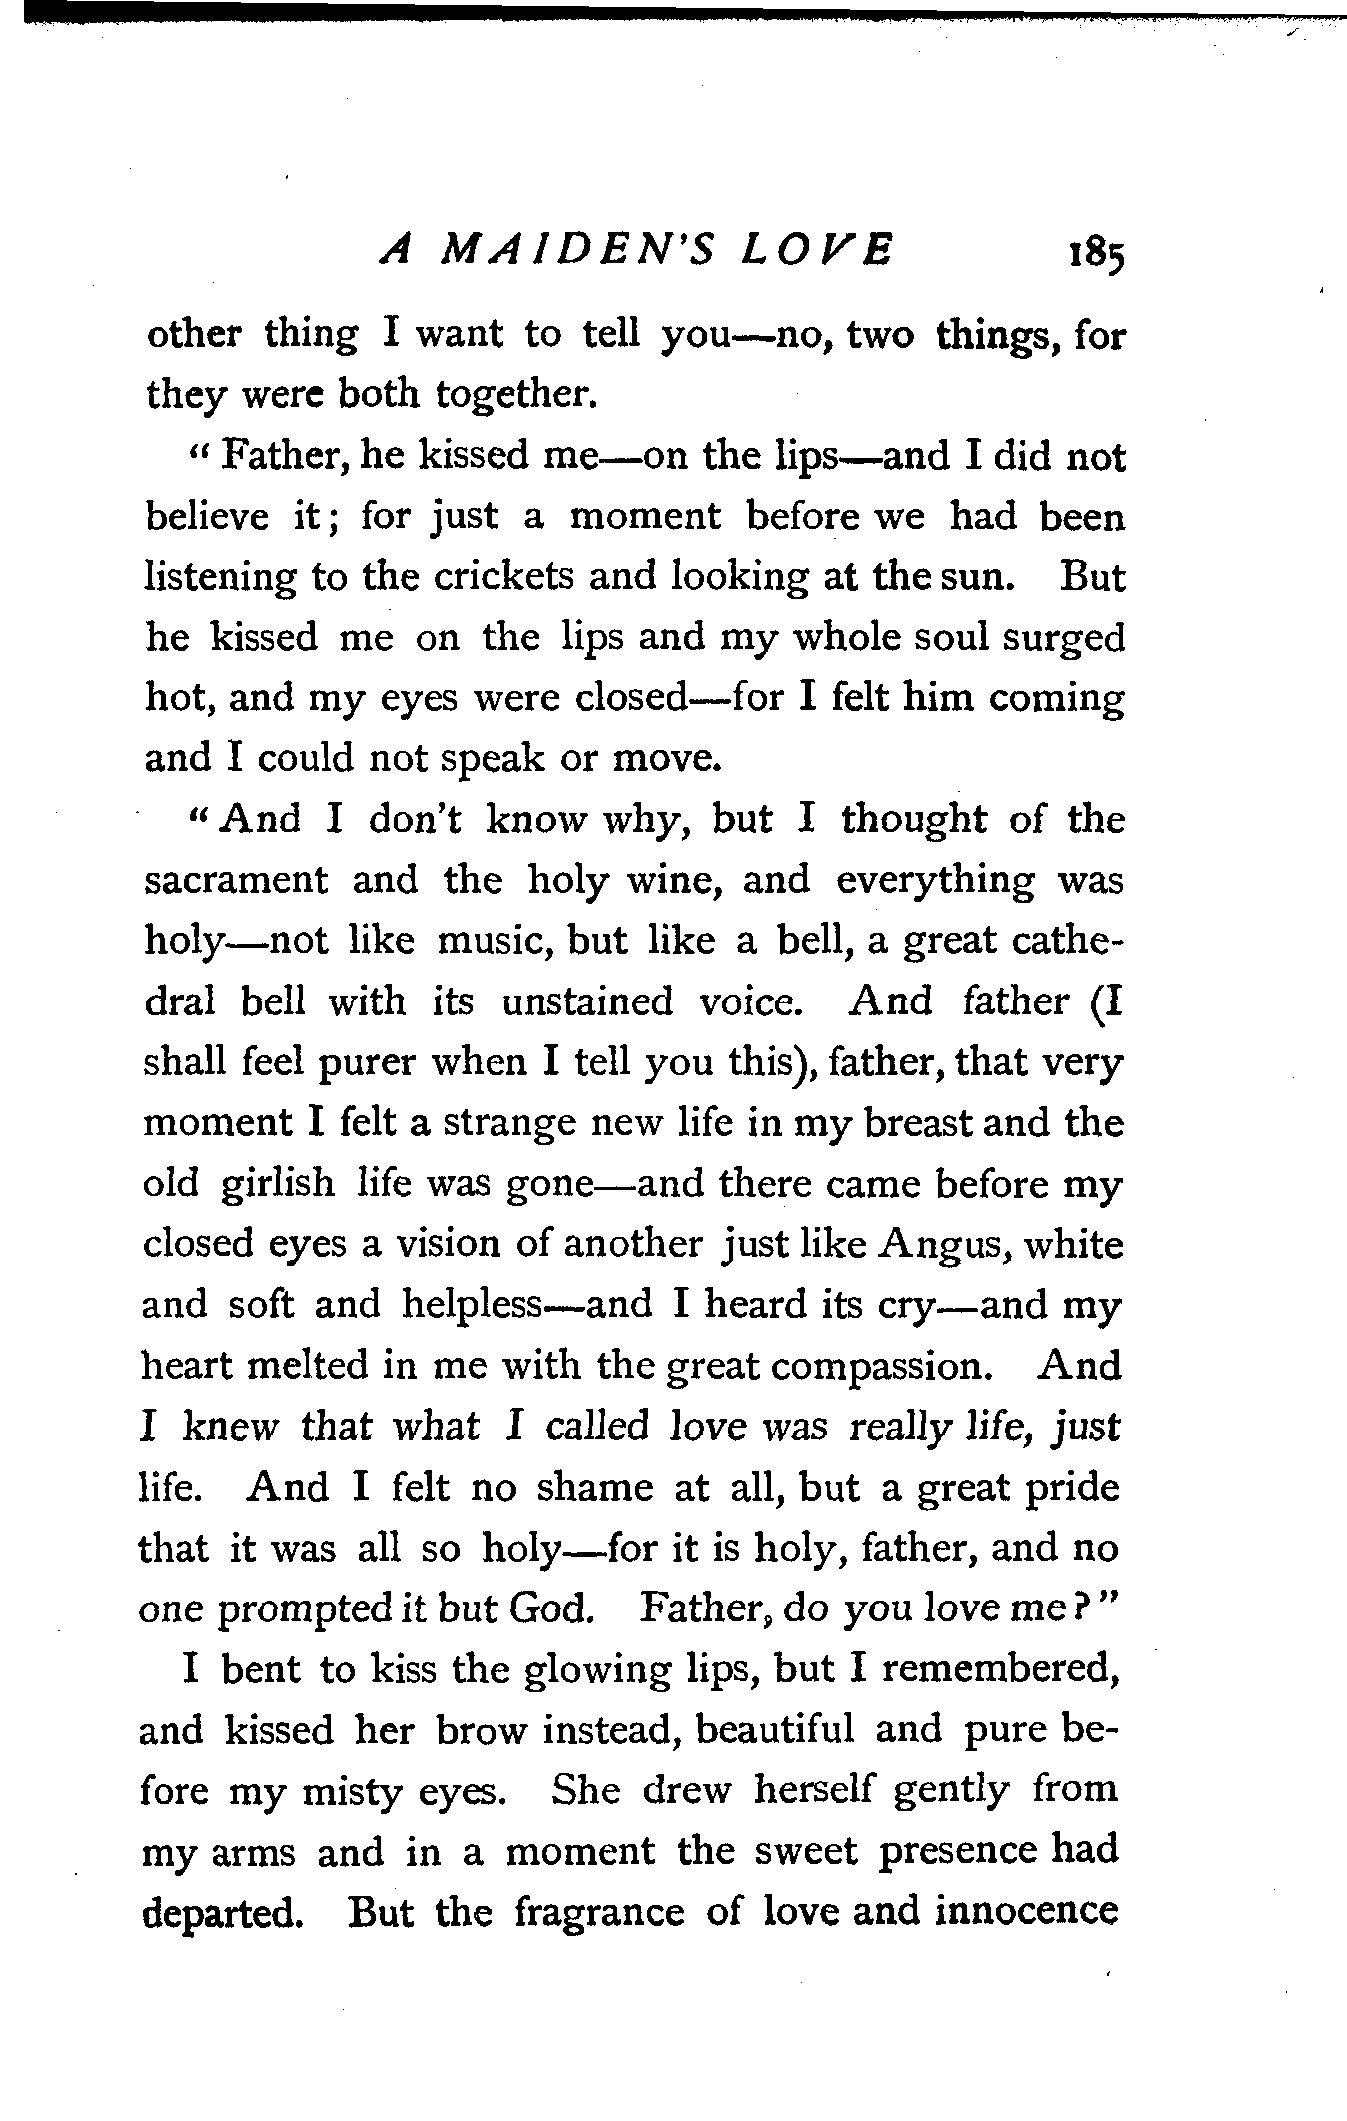 A MAIDEN'S LOVE 185
other thing I want to tell you—no, two things, for
they were both together.
"Father, he kissed me—on the lips—and I did not
believe it; for just a moment before we had been
listening to the crickets and looking at the sun. But
he kissed me on the lips and my whole soul surged
hot, and my eyes were closed—for I felt him coming
and I could not speak or move.
"And I don't know why, but I thought of the
sacrament and the holy wine, and everything was
holy—not like music, but like a bell, a great cathe-
dral bell with its unstained voice. And father (I
shall feel purer when I tell you this), father, that very
moment I felt a strange new life in my breast and the
old girlish life was gone—and there came before my
closed eyes a vision of another just like Angus, white
and soft and helpless—and I heard its cry—and my
heart melted in me with the great compassion. And
I knew that what I called love was really life, just
life. And I felt no shame at all, but a great pride
that it was all so holy—for it is holy, father, and no
one prompted it but God. Father, do you love me?"
I bent to kiss the glowing lips, but I remembered,
and kissed her brow instead, beautiful and pure be-
fore my misty eyes. She drew herself gently from
my arms and in a moment the sweet presence had
departed. But the fragrance of love and innocence